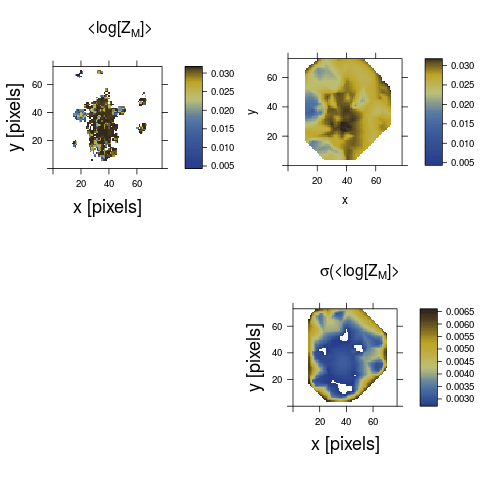 <log[Z_M]>
0.030
0.025
0.020
0.015
0.010
0.005
60
40
20
20 40 60
y [pixels]
x [pixels]
0.030
0.025
0.020
0.015
0.010
0.005
60
40
20
20 40 60
y
x
σ(<log[Z_M]>
0.0065
0.0060
0.0055
0.0050
0.0045
0.0040
0.0035
0.0030
60
40
20
20 40 60
y [pixels]
x [pixels]